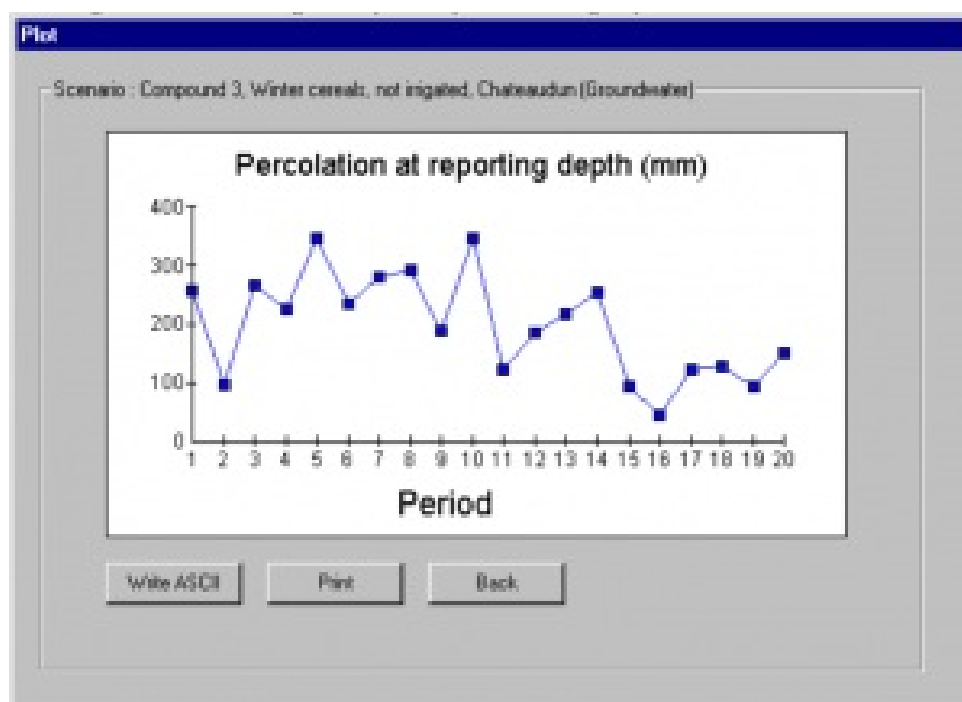 Plot
Scenario : Compound 3, Winter cereals, not irrigated, Chateaudun (Groundwater)
Percolation at reporting depth (mm)
400
300
200
100
0
1 2 3 4 5 6 7 8 9 10 11 12 13 14 15 16 17 18 19 20
Period
Write ASCII Print Back